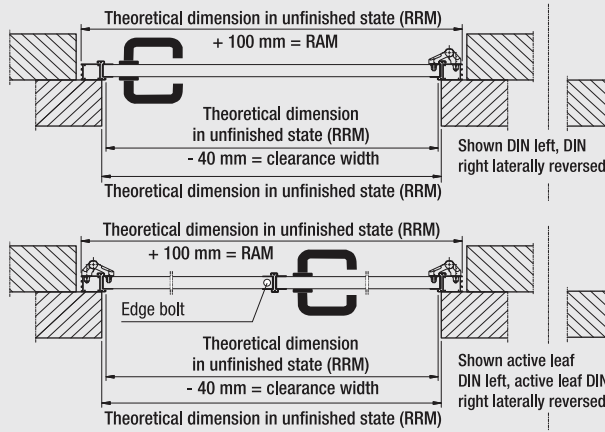 Theoretical dimension in unfinished state (RRM)
+ 100 mm = RAM
Theoretical dimension
in unfinished state (RRM)
- 40 mm = clearance width
Theoretical dimension in unfinished state (RRM)
Shown DIN left, DIN
right laterally reversed
Theoretical dimension in unfinished state (RRM)
+ 100 mm = RAM
Edge bolt
Theoretical dimension
in unfinished state (RRM)
- 40 mm = clearance width
Theoretical dimension in unfinished state (RRM)
Shown active leaf
DIN left, active leaf DIN
right laterally reversed